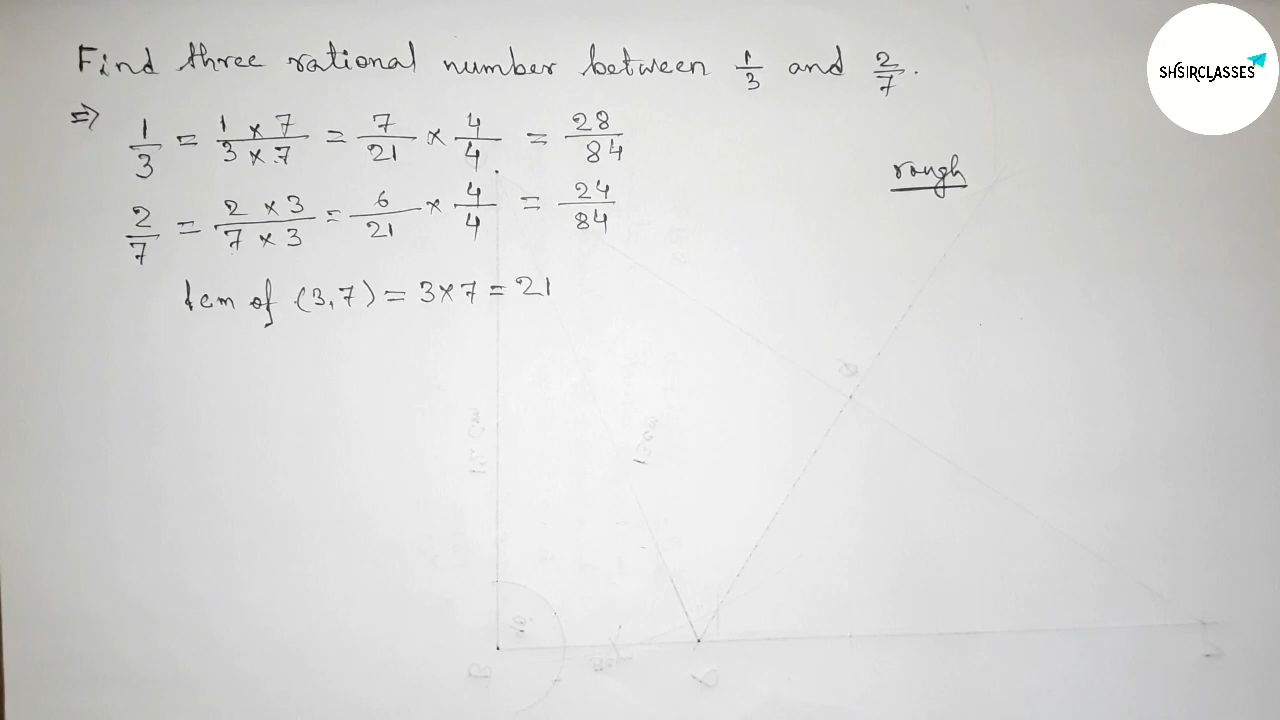 Find three rational number between 1/3 and 2/7.
SHSIRCLASSES
=> 1/3 = 1 x 7/3 x 7 = 7/21 x 4/4 = 28/84
rough
2/7 = 2 x 3/7 x 3 = 6/21 x 4/4 = 24/84
lcm of (3,7) = 3x7 = 21